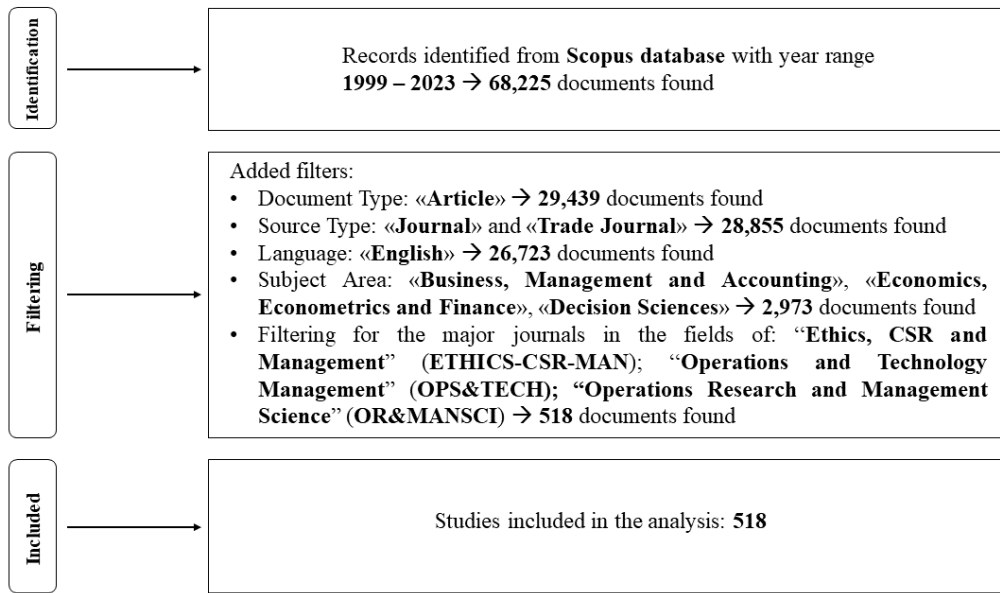 Identification
Records identified from Scopus database with year range
1999 – 2023 → 68,225 documents found
Filtering
Added filters:
• Document Type: «Article» → 29,439 documents found
• Source Type: «Journal» and «Trade Journal» → 28,855 documents found
• Language: «English» → 26,723 documents found
• Subject Area: «Business, Management and Accounting», «Economics,
Econometrics and Finance», «Decision Sciences» → 2,973 documents found
• Filtering for the major journals in the fields of: “Ethics, CSR and
Management” (ETHICS-CSR-MAN); “Operations and Technology
Management” (OPS&TECH); “Operations Research and Management
Science” (OR&MANSCI) → 518 documents found
Included
Studies included in the analysis: 518